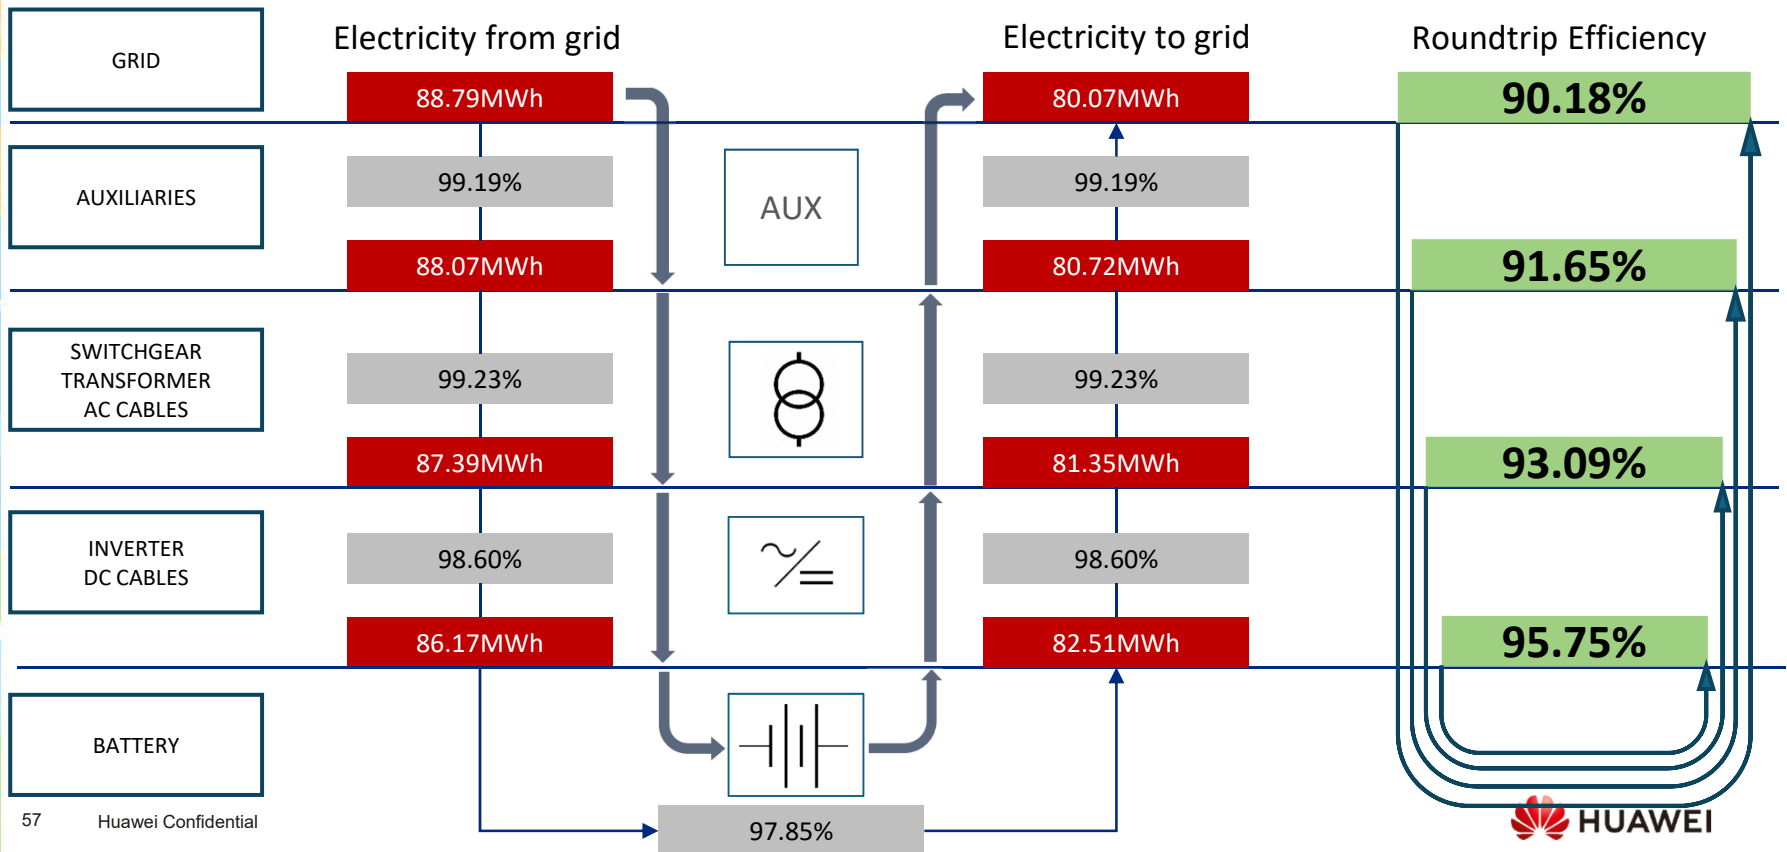 Electricity from grid
Electricity to grid
Roundtrip Efficiency
GRID
88.79MWh
80.07MWh
90.18%
AUXILIARIES
99.19%
AUX
99.19%
88.07MWh
80.72MWh
91.65%
SWITCHGEAR
TRANSFORMER
AC CABLES
99.23%
99.23%
87.39MWh
81.35MWh
93.09%
INVERTER
DC CABLES
98.60%
98.60%
86.17MWh
82.51MWh
95.75%
BATTERY
97.85%
57
Huawei Confidential
HUAWEI